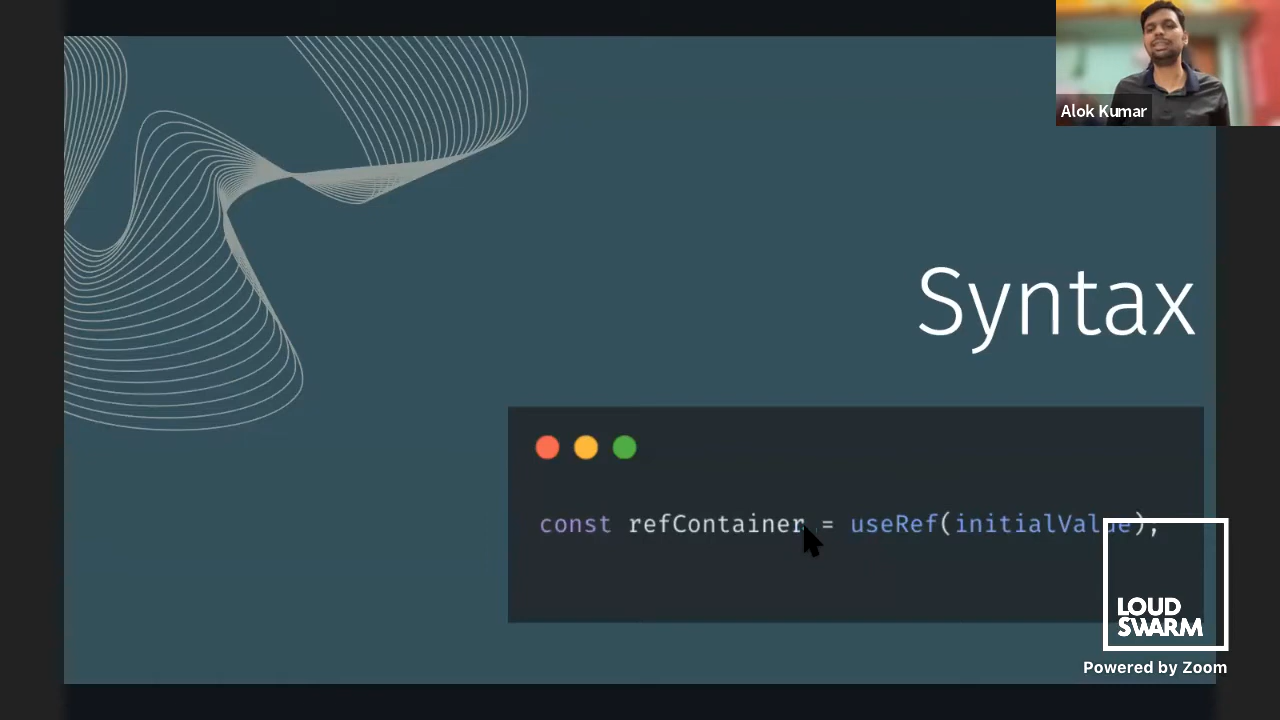 Alok Kumar
Syntax
const refContainer = useRef(initialValue);
LOUD
SWARM
Powered by Zoom